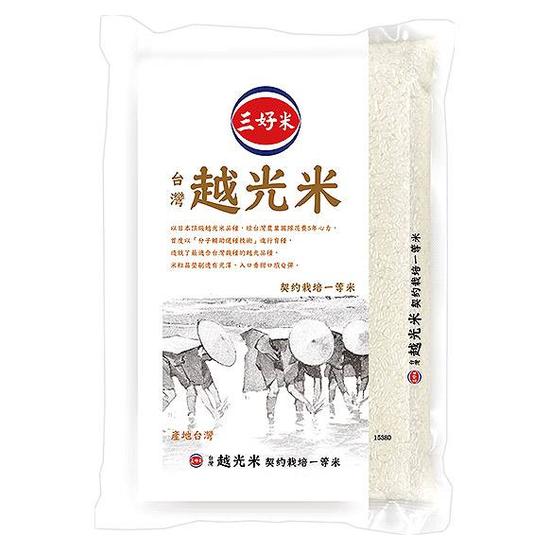 三好米
台灣
越光米
以日本頂級越光米品種，經台灣農業團隊花費5年心力，
首度以「分子輔助選種技術」進行育種，
造就了最適合台灣栽種的越光品種，
米粒晶瑩剔透有光澤，入口香甜口感Q彈。
契約栽培一等米
產地台灣
三好米 台灣 越光米 契約栽培一等米
台灣 越光米 契約栽培一等米
15380